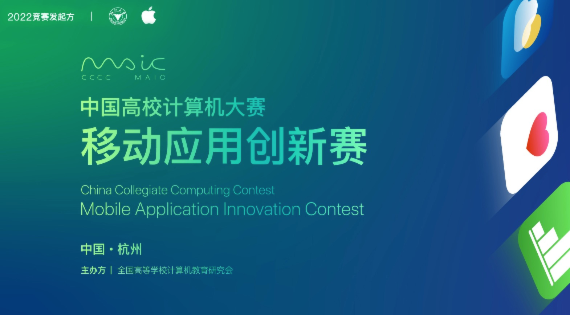 2022竞赛发起方
maic
CCCC MAIC
中国高校计算机大赛
移动应用创新赛
China Collegiate Computing Contest
Mobile Application Innovation Contest
中国·杭州
主办方 | 全国高等学校计算机教育研究会